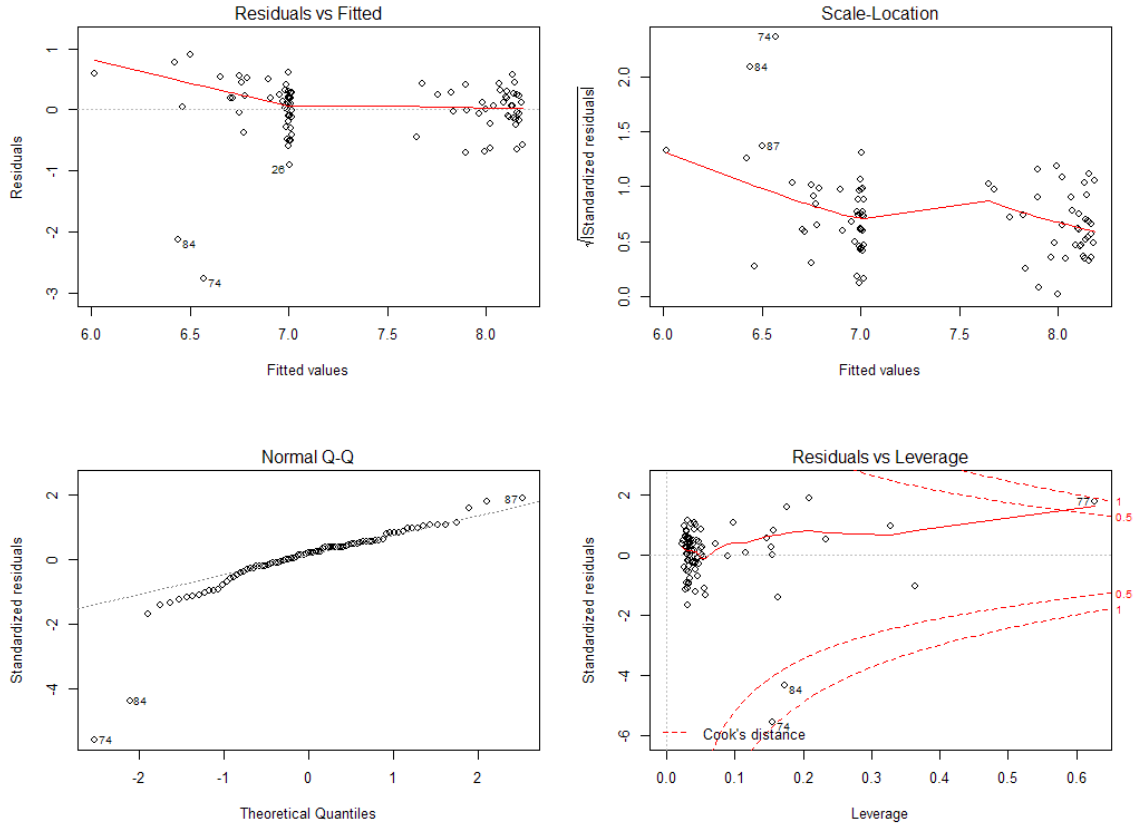 Residuals vs Fitted
1
0
-1
-2
-3
Residuals
26
84
74
6.0 6.5 7.0 7.5 8.0
Fitted values
Scale-Location
2.0
1.5
1.0
0.5
0.0
√|Standardized residuals|
74
84
87
6.0 6.5 7.0 7.5 8.0
Fitted values
Normal Q-Q
2
0
-2
-4
Standardized residuals
87
84
74
-2 -1 0 1 2
Theoretical Quantiles
Residuals vs Leverage
2
0
-2
-4
-6
Standardized residuals
77
1
0.5
0.5
1
84
74
Cook's distance
0.0 0.1 0.2 0.3 0.4 0.5 0.6
Leverage